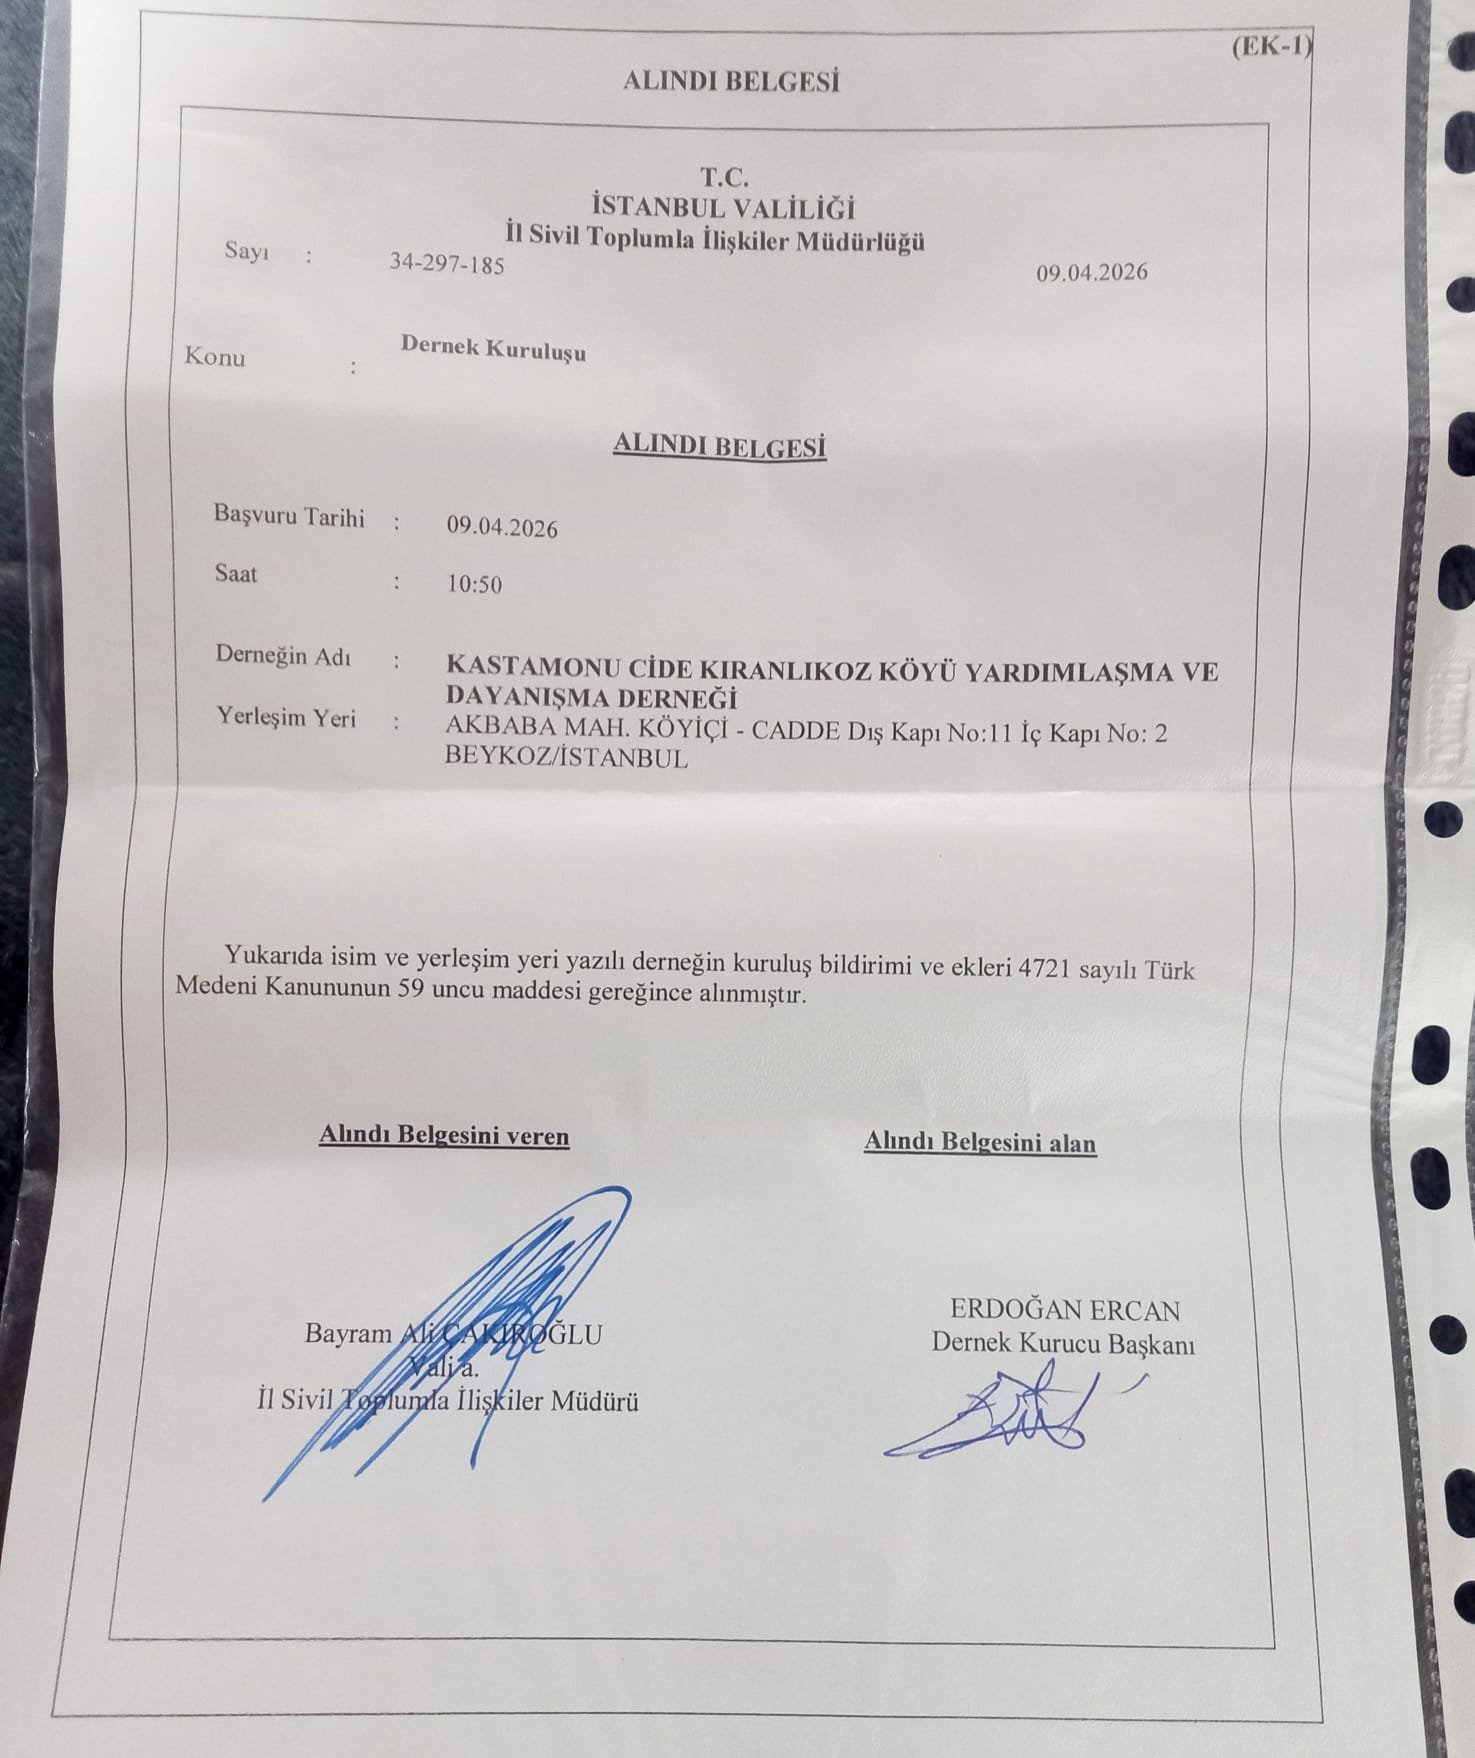 (EK-1)
ALINDI BELGESİ
T.C.
İSTANBUL VALİLİĞİ
İl Sivil Toplumla İlişkiler Müdürlüğü
Sayı : 34-297-185
09.04.2026
Konu : Dernek Kuruluşu
ALINDI BELGESİ
Başvuru Tarihi : 09.04.2026
Saat : 10:50
Derneğin Adı : KASTAMONU CİDE KIRANLIKOZ KÖYÜ YARDIMLAŞMA VE
DAYANIŞMA DERNEĞİ
Yerleşim Yeri : AKBABA MAH. KÖYİÇİ - CADDE Dış Kapı No:11 İç Kapı No: 2
BEYKOZ/İSTANBUL
Yukarıda isim ve yerleşim yeri yazılı derneğin kuruluş bildirimi ve ekleri 4721 sayılı Türk
Medeni Kanununun 59 uncu maddesi gereğince alınmıştır.
Alındı Belgesini veren
Alındı Belgesini alan
Bayram Ali ÇAKIROĞLU
Vali a.
İl Sivil Toplumla İlişkiler Müdürü
ERDOĞAN ERCAN
Dernek Kurucu Başkanı